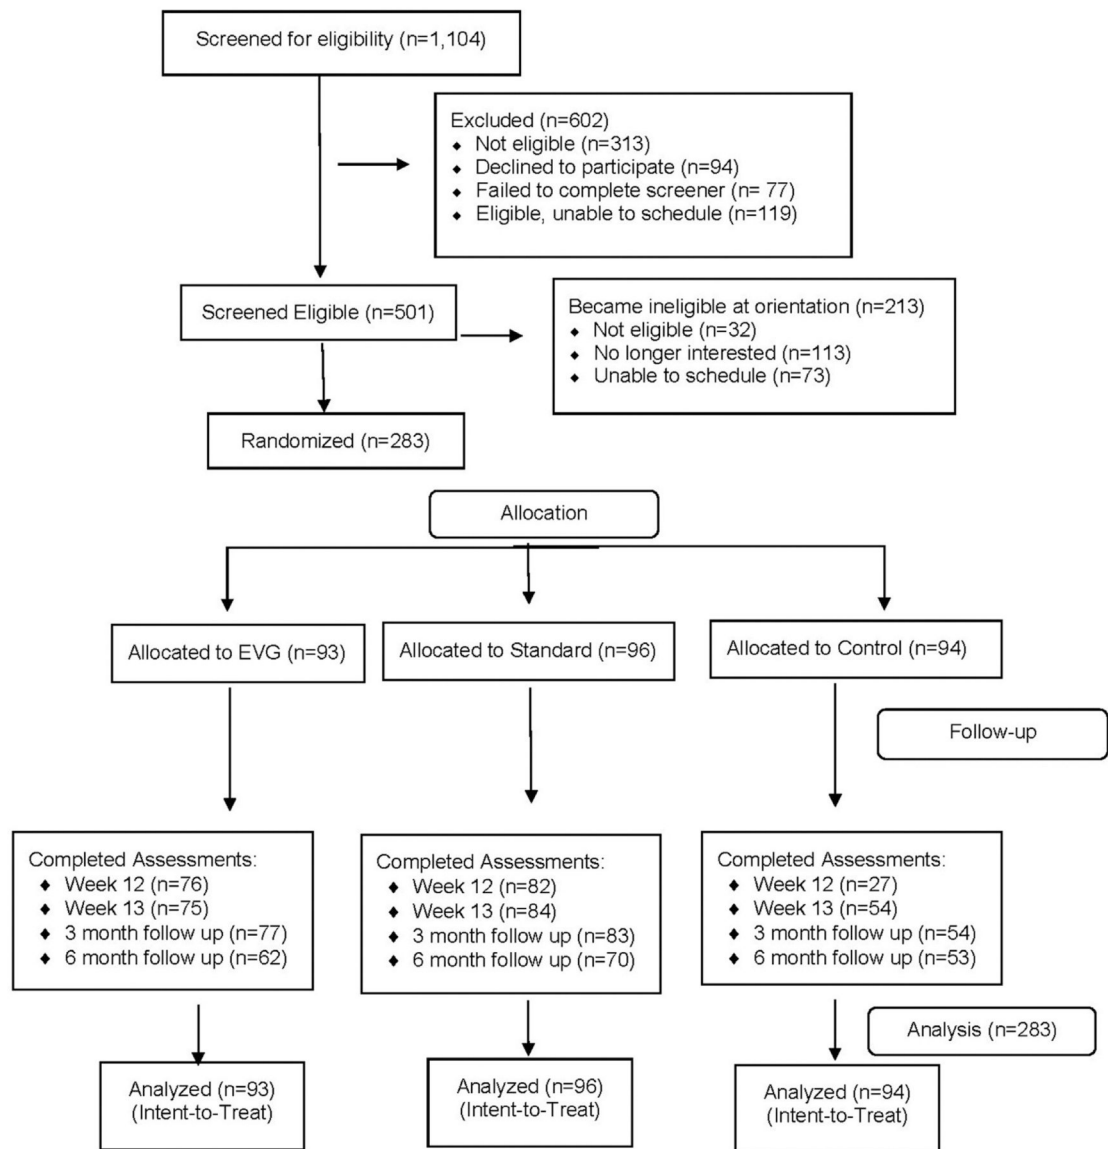 Screened for eligibility (n=1,104)
Excluded (n=602)
♦ Not eligible (n=313)
♦ Declined to participate (n=94)
♦ Failed to complete screener (n= 77)
♦ Eligible, unable to schedule (n=119)
Screened Eligible (n=501)
Became ineligible at orientation (n=213)
♦ Not eligible (n=32)
♦ No longer interested (n=113)
♦ Unable to schedule (n=73)
Randomized (n=283)
Allocation
Allocated to EVG (n=93)
Allocated to Standard (n=96)
Allocated to Control (n=94)
Follow-up
Completed Assessments:
♦ Week 12 (n=76)
♦ Week 13 (n=75)
♦ 3 month follow up (n=77)
♦ 6 month follow up (n=62)
Completed Assessments:
♦ Week 12 (n=82)
♦ Week 13 (n=84)
♦ 3 month follow up (n=83)
♦ 6 month follow up (n=70)
Completed Assessments:
♦ Week 12 (n=27)
♦ Week 13 (n=54)
♦ 3 month follow up (n=54)
♦ 6 month follow up (n=53)
Analysis (n=283)
Analyzed (n=93)
(Intent-to-Treat)
Analyzed (n=96)
(Intent-to-Treat)
Analyzed (n=94)
(Intent-to-Treat)